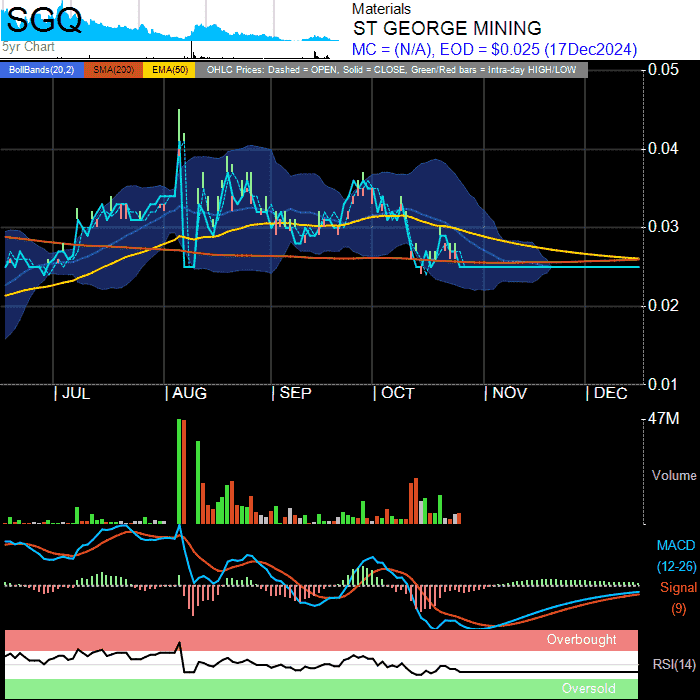 SGQ
5yr Chart
Materials
ST GEORGE MINING
MC = (N/A), EOD = $0.025 (17Dec2024)
BollBands(20,2) SMA(200) EMA(50) OHLC Prices: Dashed = OPEN, Solid = CLOSE, Green/Red bars = Intra-day HIGH/LOW
0.05
0.04
0.03
0.02
0.01
JUL AUG SEP OCT NOV DEC
47M
Volume
MACD
(12-26)
Signal
(9)
Overbought
RSI(14)
Oversold